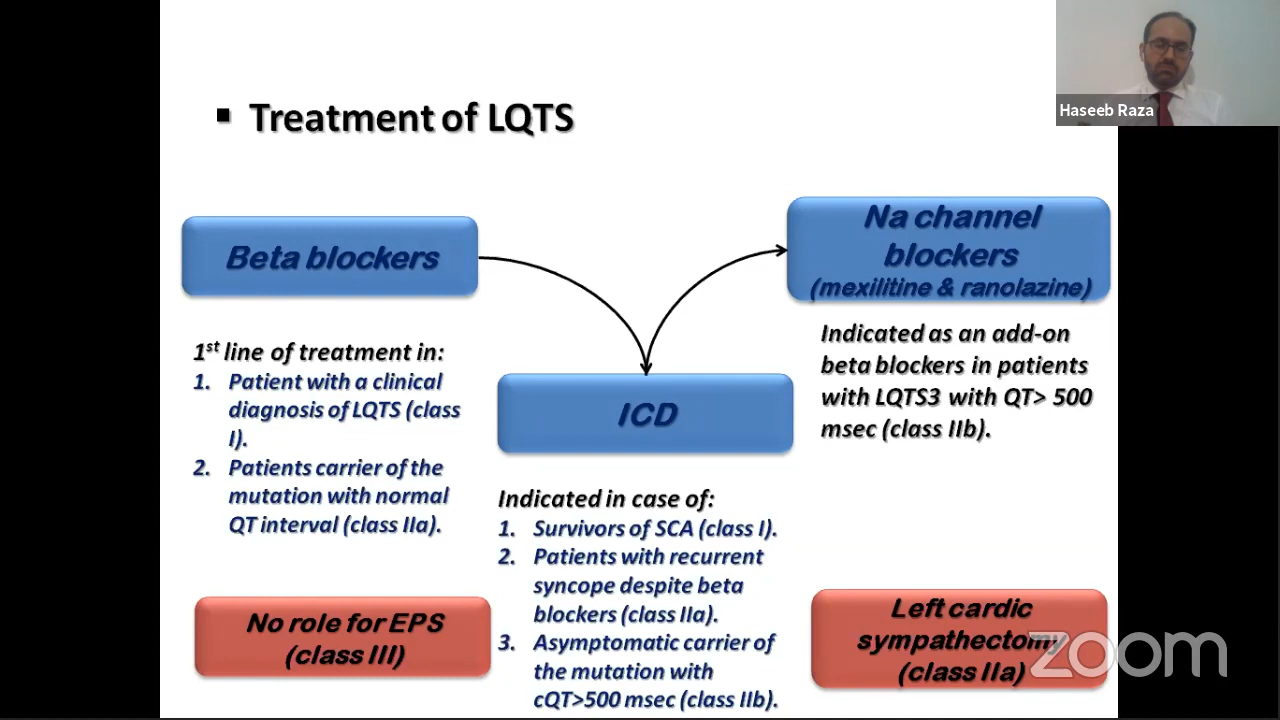 Haseeb Raza
▪ Treatment of LQTS
Beta blockers
1st line of treatment in:
1. Patient with a clinical
diagnosis of LQTS (class
I).
2. Patients carrier of the
mutation with normal
QT interval (class IIa).
No role for EPS
(class III)
ICD
Indicated in case of:
1. Survivors of SCA (class I).
2. Patients with recurrent
syncope despite beta
blockers (class IIa).
3. Asymptomatic carrier of
the mutation with
cQT>500 msec (class IIb).
Na channel
blockers
(mexilitine & ranolazine)
Indicated as an add-on
beta blockers in patients
with LQTS3 with QT> 500
msec (class IIb).
Left cardic
sympathectomy
(class IIa)
zoom